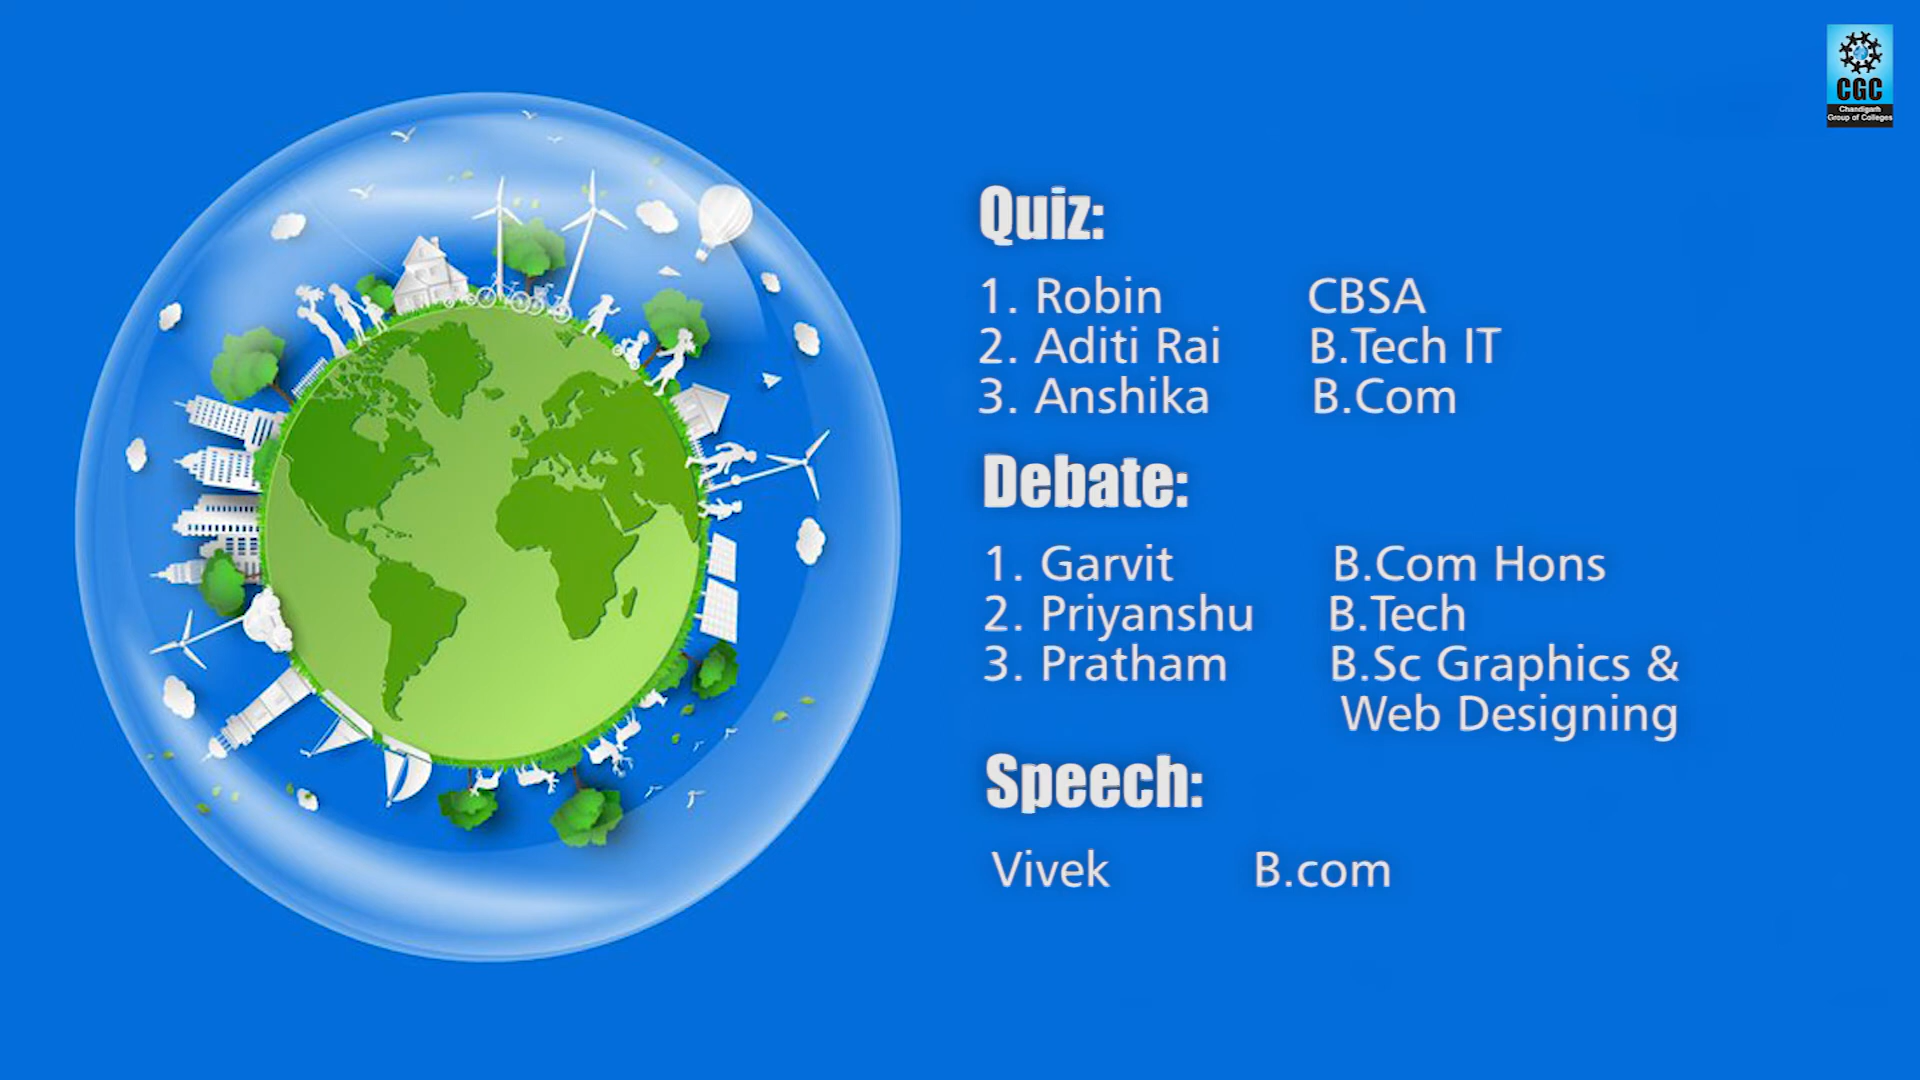 CGC
Chandigarh
Group of Colleges
Quiz:
1. Robin CBSA
2. Aditi Rai B.Tech IT
3. Anshika B.Com
Debate:
1. Garvit B.Com Hons
2. Priyanshu B.Tech
3. Pratham B.Sc Graphics &
Web Designing
Speech:
Vivek B.com